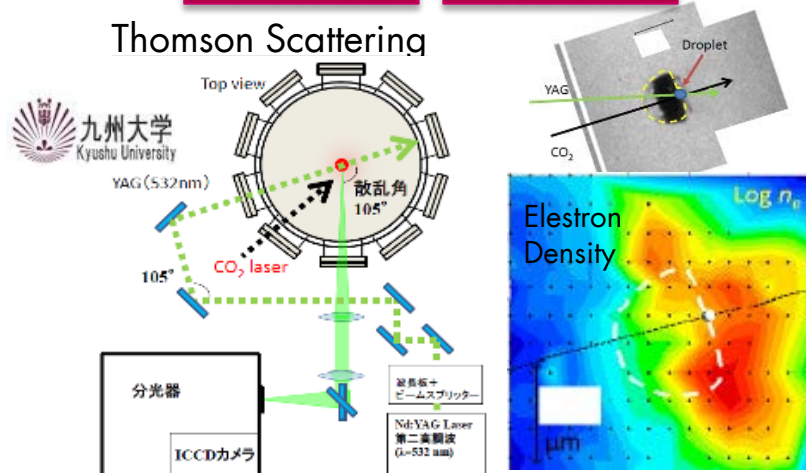 Thomson Scattering
Top view
九州大学
Kyushu University
YAG(532nm)
散乱角
105°
CO₂ laser
105°
分光器
ICCDカメラ
波長板+
ビームスプリッター
Nd:YAG Laser
第二高調波
(λ=532 nm)
Droplet
YAG
CO₂
Log nₑ
Elestron
Density
μm